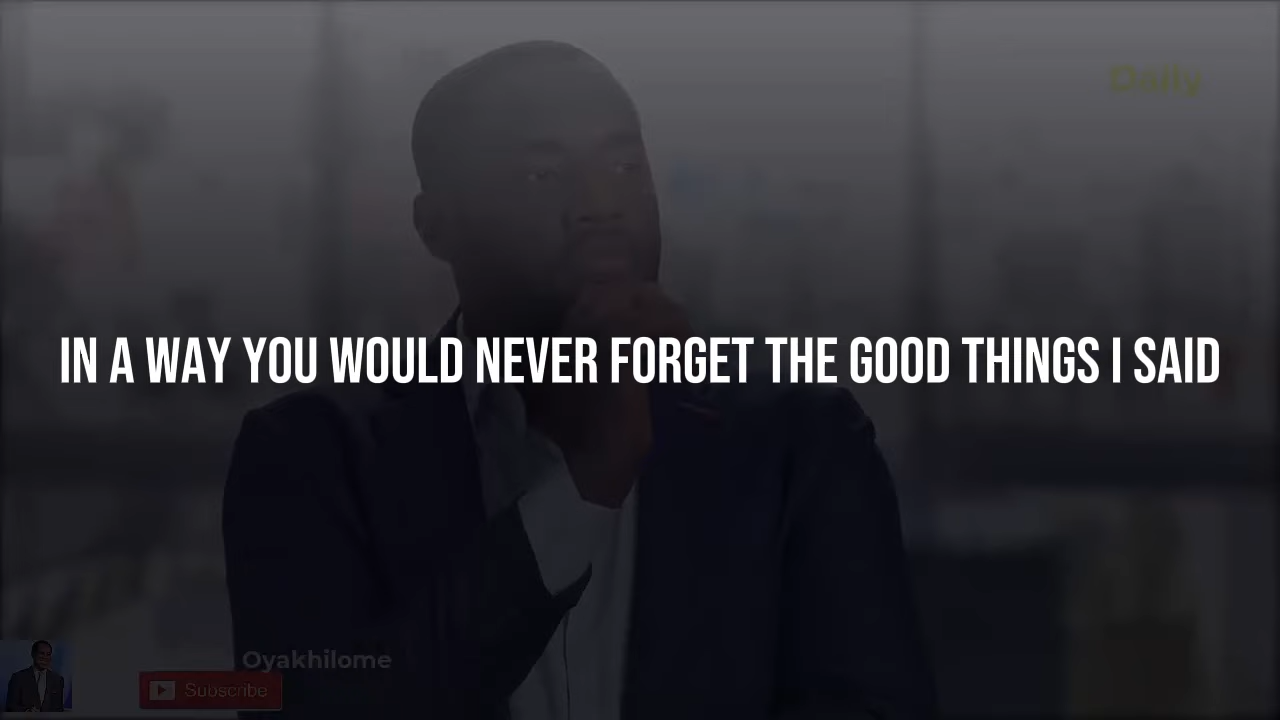 Daily
IN A WAY YOU WOULD NEVER FORGET THE GOOD THINGS I SAID
Oyakhilome
Subscribe